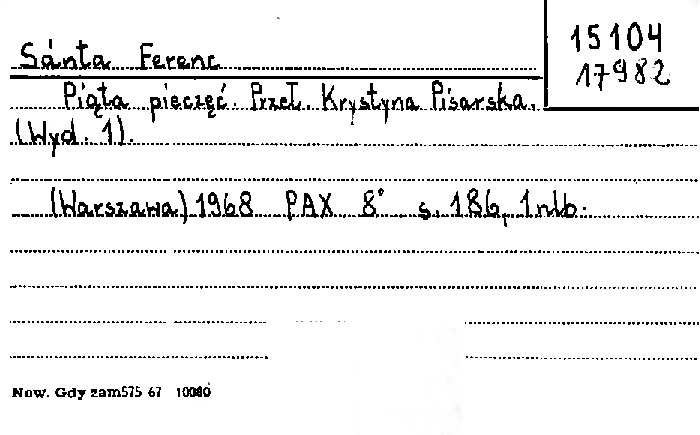 15104
17982
Sánta Ferenc
Piąta pieczęć. Przeł. Krystyna Pisarska.
(Wyd. 1).
(Warszawa) 1968 PAX 8° s. 186, 1 nlb.
Now. Gdy zam575 67 10000